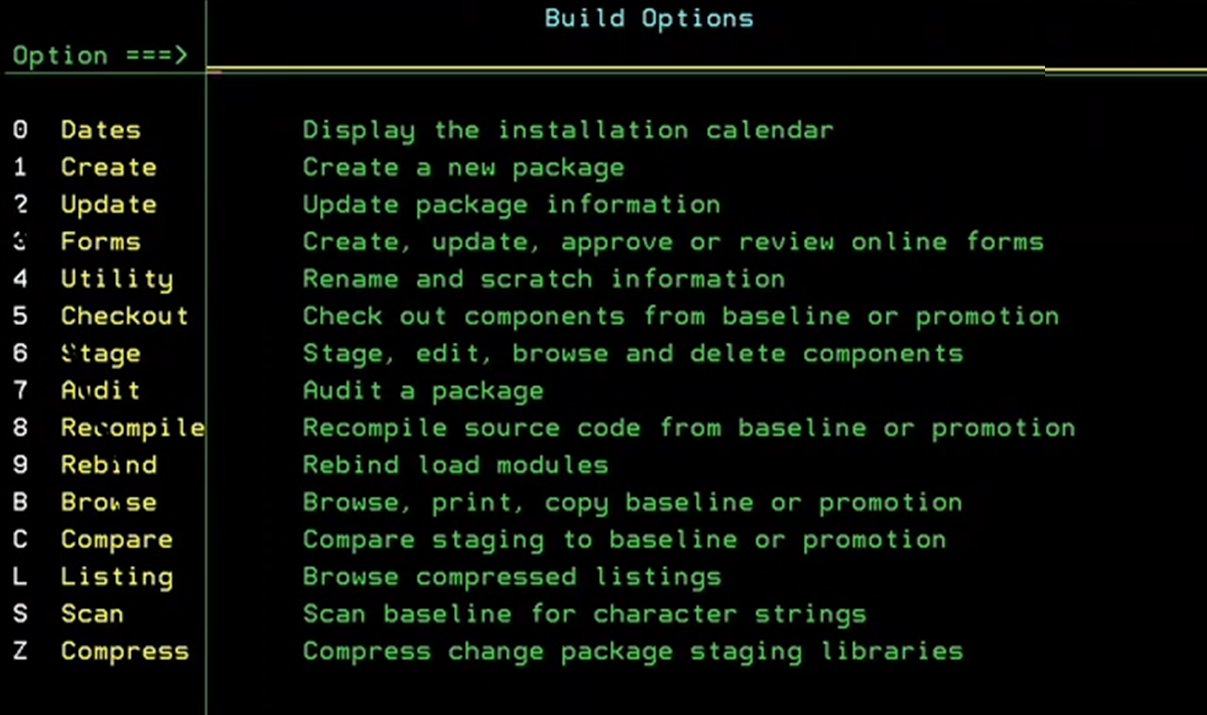 Build Options
Option ===>
0 Dates Display the installation calendar
1 Create Create a new package
2 Update Update package information
3 Forms Create, update, approve or review online forms
4 Utility Rename and scratch information
5 Checkout Check out components from baseline or promotion
6 Stage Stage, edit, browse and delete components
7 Audit Audit a package
8 Recompile Recompile source code from baseline or promotion
9 Rebind Rebind load modules
B Browse Browse, print, copy baseline or promotion
C Compare Compare staging to baseline or promotion
L Listing Browse compressed listings
S Scan Scan baseline for character strings
Z Compress Compress change package staging libraries